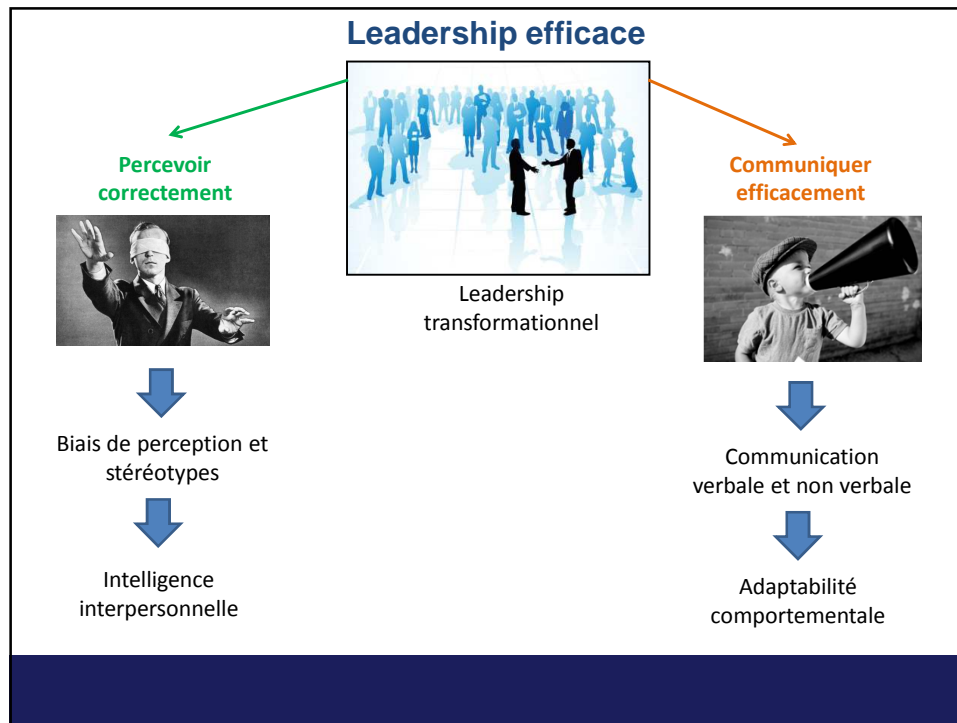 Leadership efficace
Percevoir
correctement
Communiquer
efficacement
Leadership
transformationnel
Biais de perception et
stéréotypes
Communication
verbale et non verbale
Intelligence
interpersonnelle
Adaptabilité
comportementale